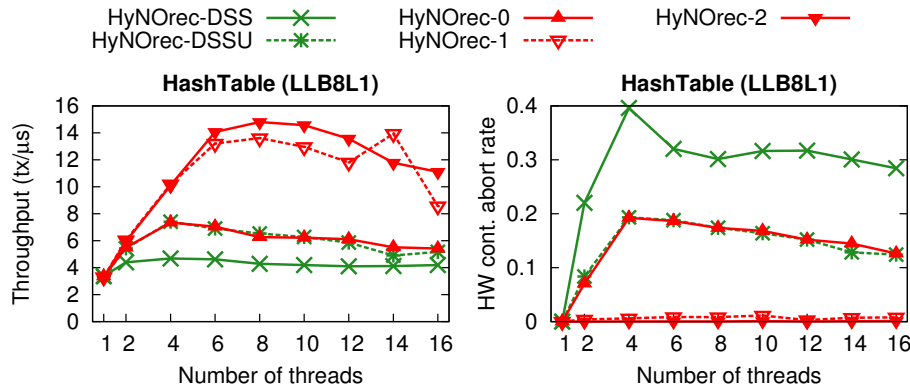 HyNOrec-DSS HyNOrec-0 HyNOrec-2
HyNOrec-DSSU HyNOrec-1
HashTable (LLB8L1)
Throughput (tx/µs)
16
14
12
10
8
6
4
2
0
1 2 4 6 8 10 12 14 16
Number of threads
HashTable (LLB8L1)
HW cont. abort rate
0.4
0.3
0.2
0.1
0
1 2 4 6 8 10 12 14 16
Number of threads